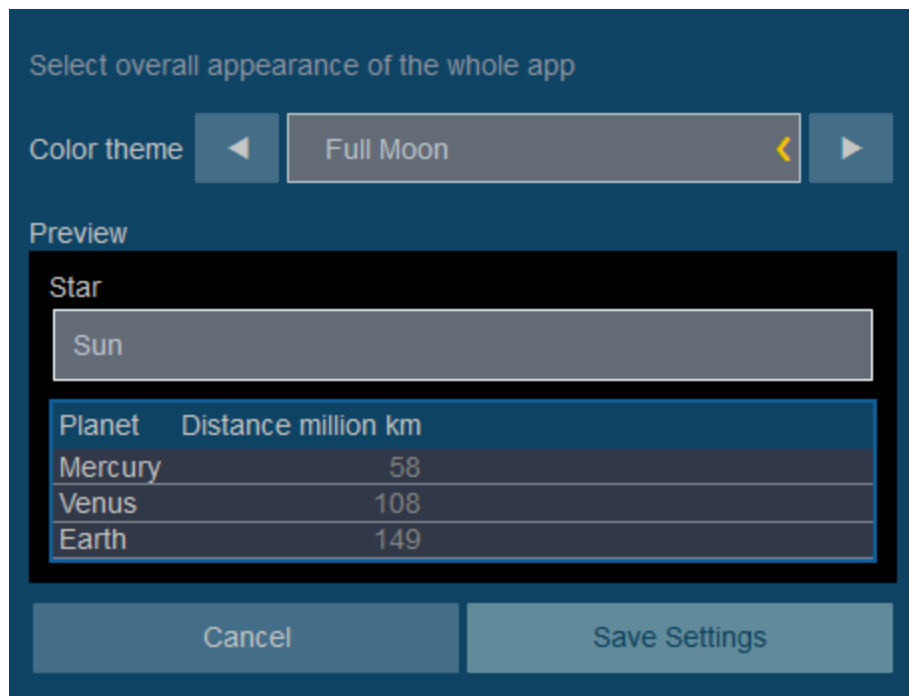 Select overall appearance of the whole app
Color theme Full Moon
Preview
Star
Sun
Planet Distance million km
Mercury 58
Venus 108
Earth 149
Cancel Save Settings